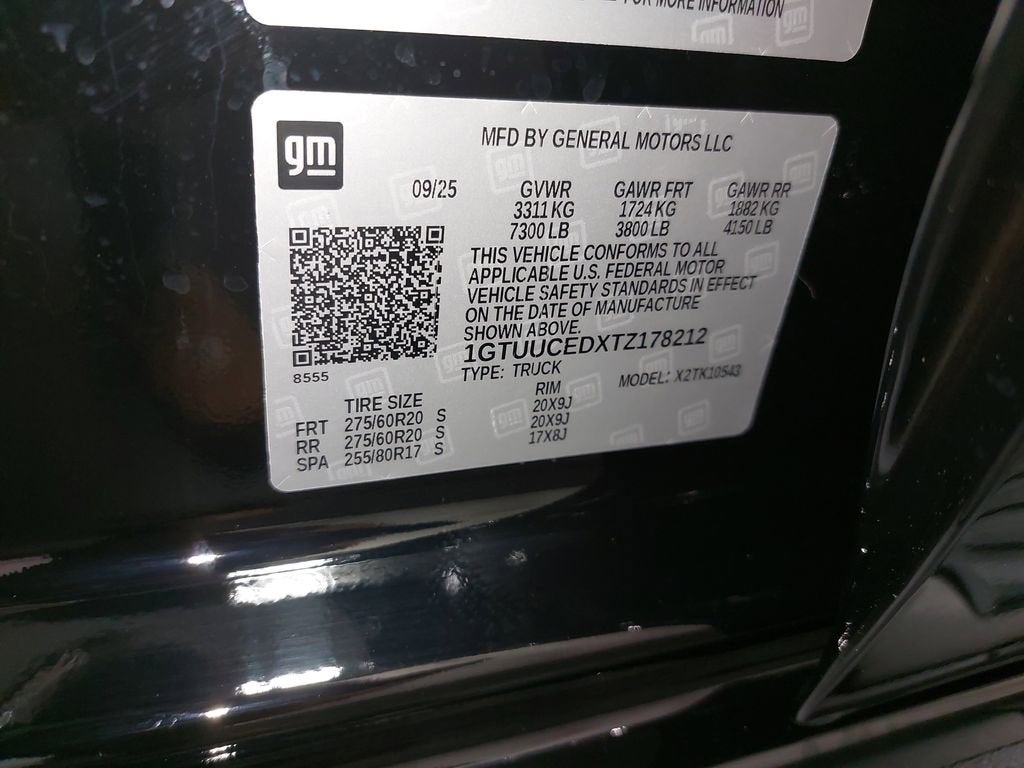 FOR MORE INFORMATION
gm
MFD BY GENERAL MOTORS LLC
09/25 GVWR GAWR FRT GAWR RR
3311 KG 1724 KG 1882 KG
7300 LB 3800 LB 4150 LB
THIS VEHICLE CONFORMS TO ALL
APPLICABLE U.S. FEDERAL MOTOR
VEHICLE SAFETY STANDARDS IN EFFECT
ON THE DATE OF MANUFACTURE
SHOWN ABOVE.
1GTUUCEDXTZ178212
8555
TYPE: TRUCK MODEL: X2TK10543
TIRE SIZE RIM
FRT 275/60R20 S 20X9J
RR 275/60R20 S 20X9J
SPA 255/80R17 S 17X8J